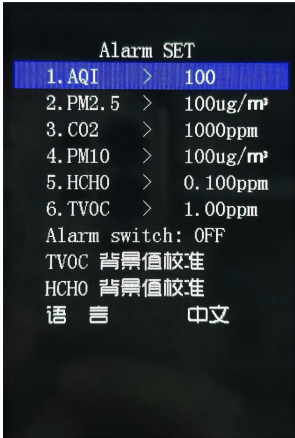 Alarm SET
1.AQI > 100
2.PM2.5 > 100ug/m³
3.CO2 > 1000ppm
4.PM10 > 100ug/m³
5.HCHO > 0.100ppm
6.TVOC > 1.00ppm
Alarm switch: OFF
TVOC 背景值校准
HCHO 背景值校准
语 言 中文